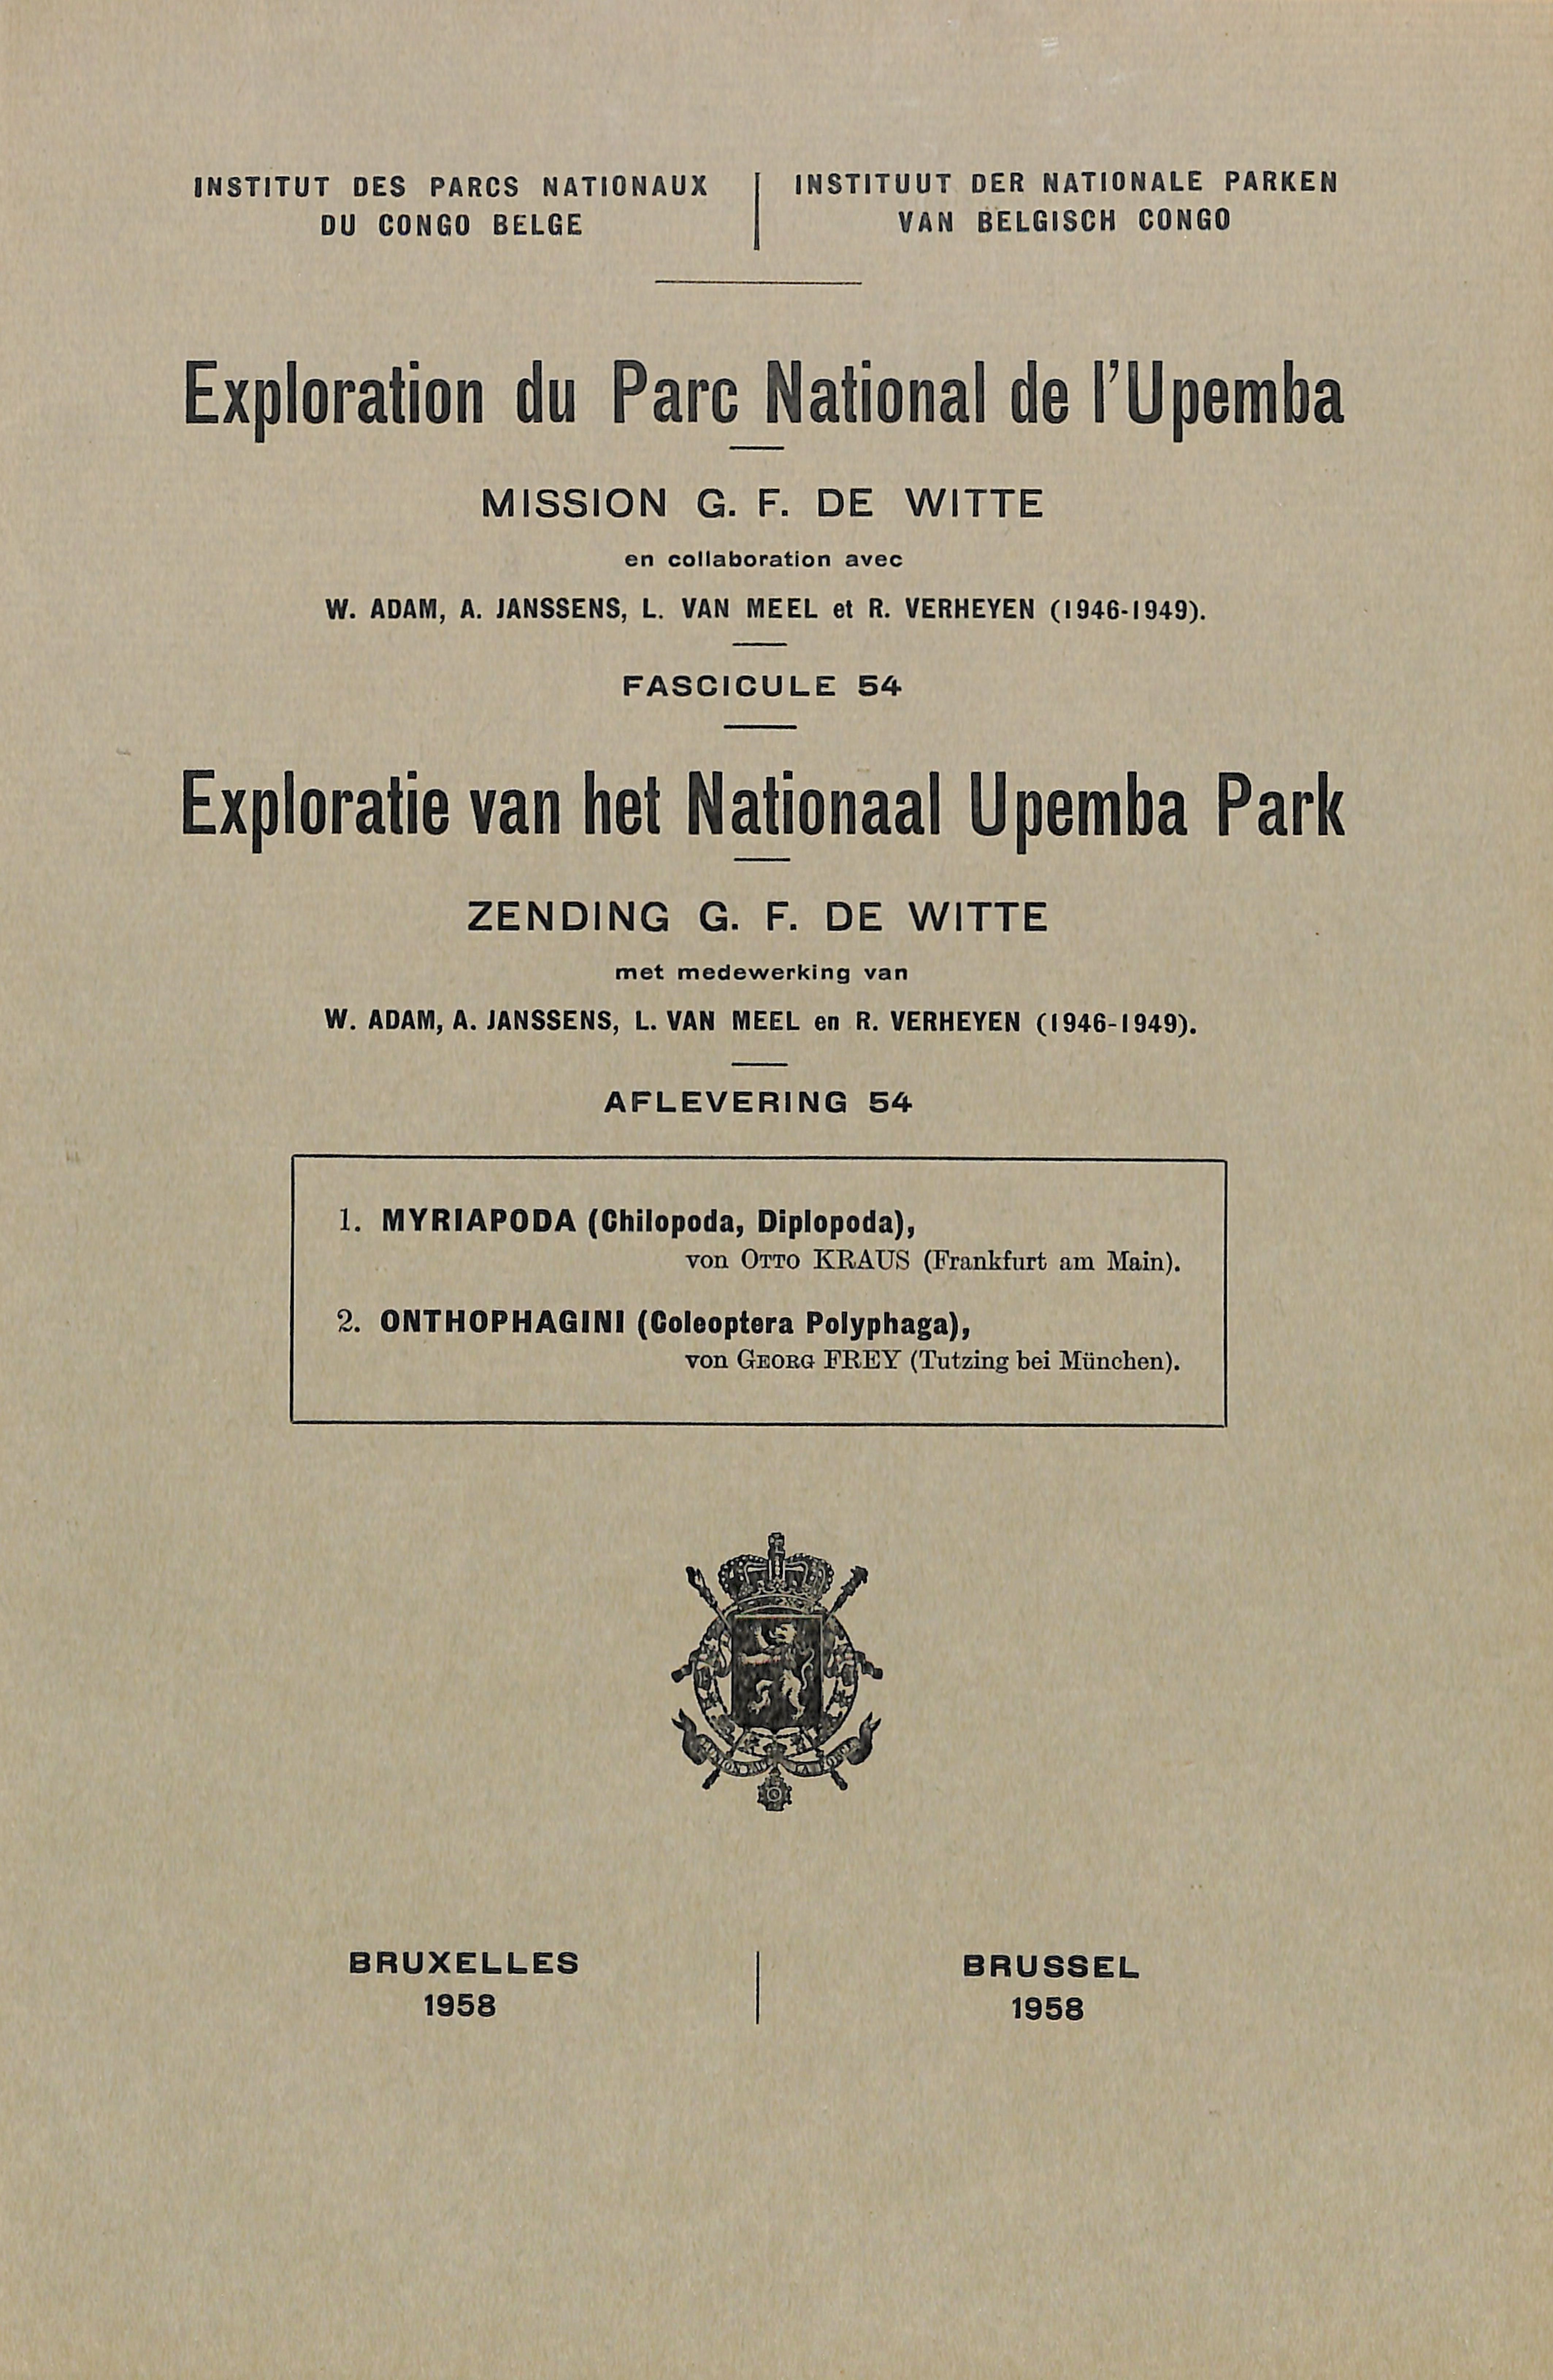 INSTITUT DES PARCS NATIONAUX
DU CONGO BELGE
INSTITUUT DER NATIONALE PARKEN
VAN BELGISCH CONGO
Exploration du Parc National de l'Upemba
MISSION G. F. DE WITTE
en collaboration avec
W. ADAM, A. JANSSENS, L. VAN MEEL et R. VERHEYEN (1946-1949).
FASCICULE 54
Exploratie van het Nationaal Upemba Park
ZENDING G. F. DE WITTE
met medewerking van
W. ADAM, A. JANSSENS, L. VAN MEEL en R. VERHEYEN (1946-1949).
AFLEVERING 54
1. MYRIAPODA (Chilopoda, Diplopoda),
von OTTO KRAUS (Frankfurt am Main).
2. ONTHOPHAGINI (Coleoptera Polyphaga),
von GEORG FREY (Tutzing bei München).
BRUXELLES
1958
BRUSSEL
1958